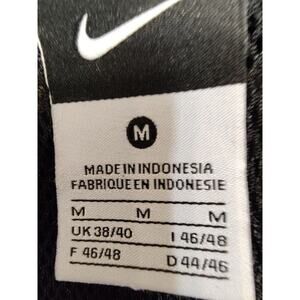 M
MADE IN INDONESIA
FABRIQUE EN INDONESIE
M M M
UK 38/40 I 46/48
F 46/48 D 44/46